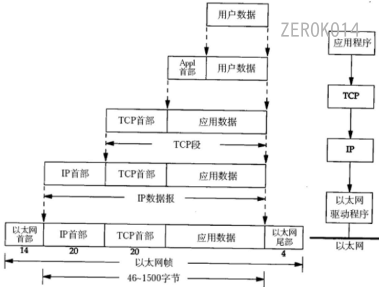 用户数据
ZEROKO14
应用程序
Appl
首部
用户数据
TCP
TCP首部
应用数据
TCP段
IP
IP首部
TCP首部
应用数据
IP数据报
以太网
驱动程序
以太网
首部
IP首部
TCP首部
应用数据
以太网
尾部
以太网
14
20
20
4
以太网帧
46~1500字节